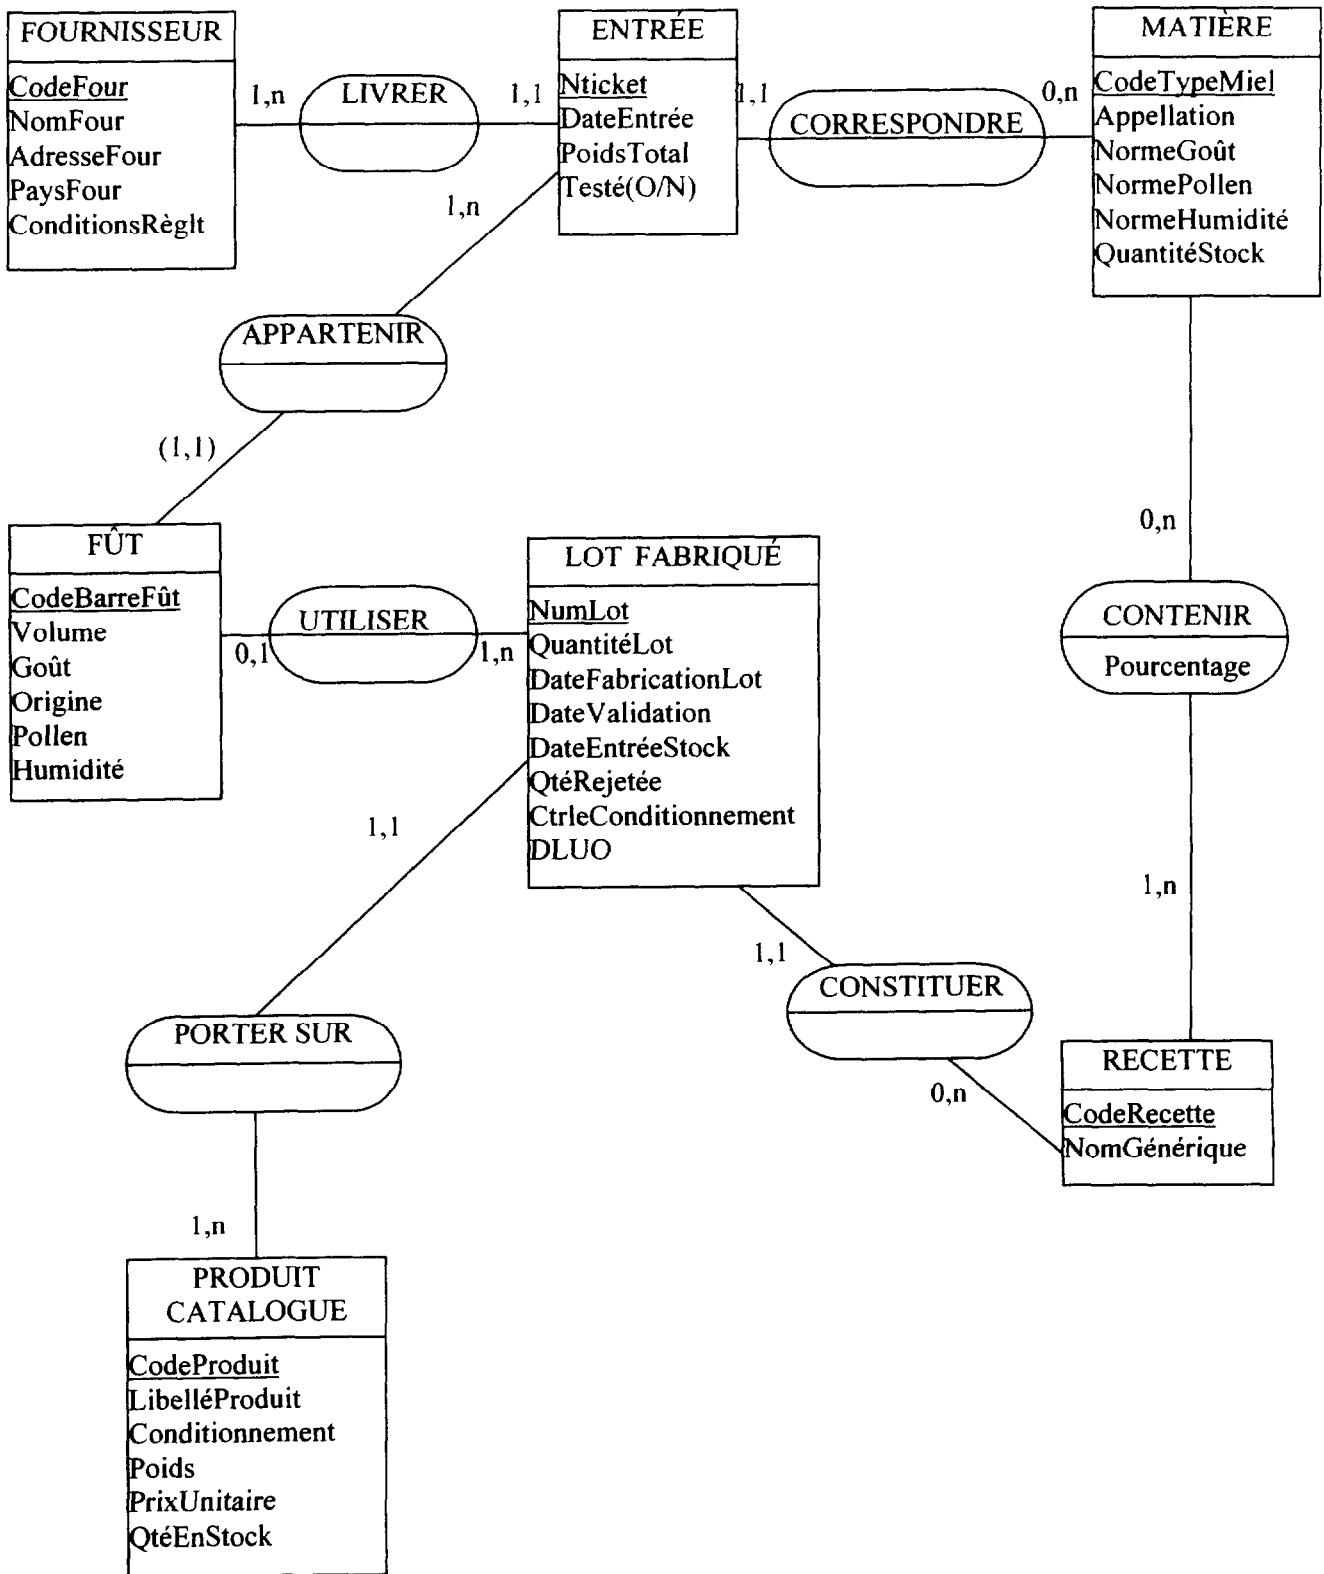 FOURNISSEUR
CodeFour
NomFour
AdresseFour
PaysFour
ConditionsRèglt
1,n
LIVRER
1,1
ENTRÉE
Nticket
DateEntrée
PoidsTotal
Testé(O/N)
1,1
CORRESPONDRE
0,n
MATIÈRE
CodeTypeMiel
Appellation
NormeGoût
NormePollen
NormeHumidité
QuantitéStock
1,n
APPARTENIR
(1,1)
FÛT
CodeBarreFût
Volume
Goût
Origine
Pollen
Humidité
0,1
UTILISER
1,n
LOT FABRIQUÉ
NumLot
QuantitéLot
DateFabricationLot
DateValidation
DateEntréeStock
QtéRejetée
CtrleConditionnement
DLUO
0,n
CONTENIR
Pourcentage
1,n
1,1
PORTER SUR
1,n
1,1
CONSTITUER
0,n
RECETTE
CodeRecette
NomGénérique
PRODUIT
CATALOGUE
CodeProduit
LibelléProduit
Conditionnement
Poids
PrixUnitaire
QtéEnStock